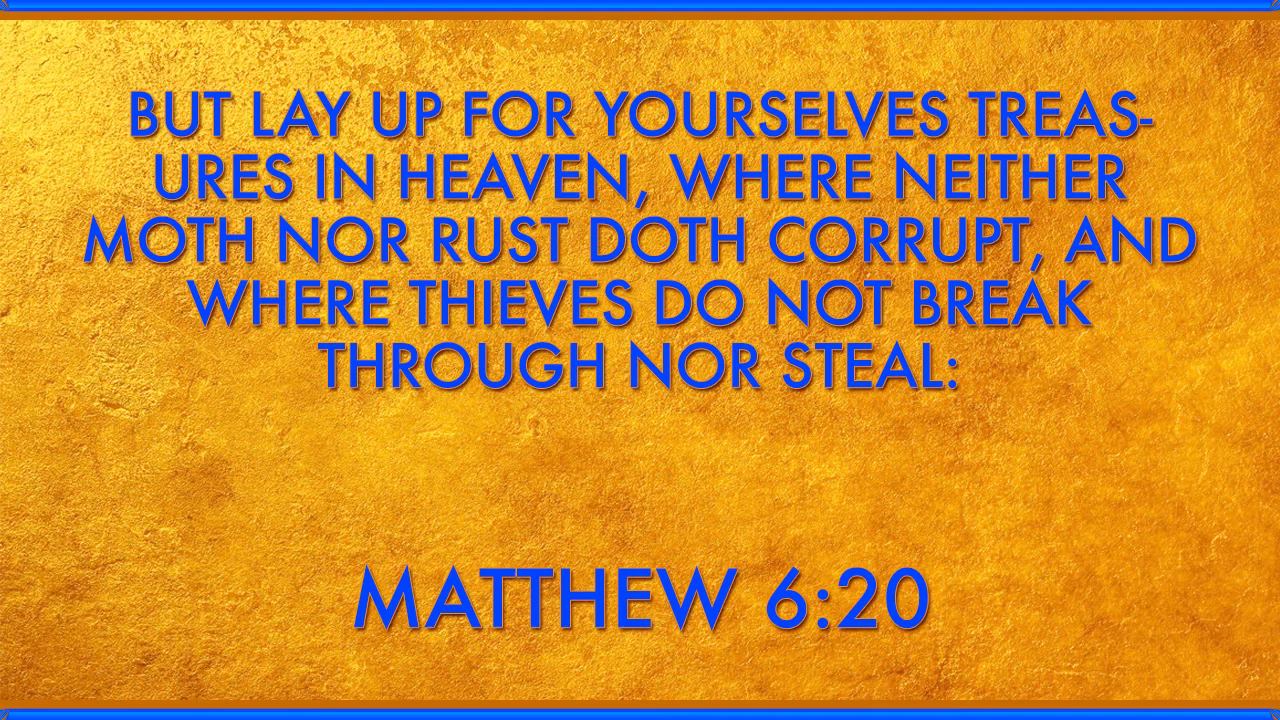 BUT LAY UP FOR YOURSELVES TREAS-
URES IN HEAVEN, WHERE NEITHER
MOTH NOR RUST DOTH CORRUPT, AND
WHERE THIEVES DO NOT BREAK
THROUGH NOR STEAL:
MATTHEW 6:20